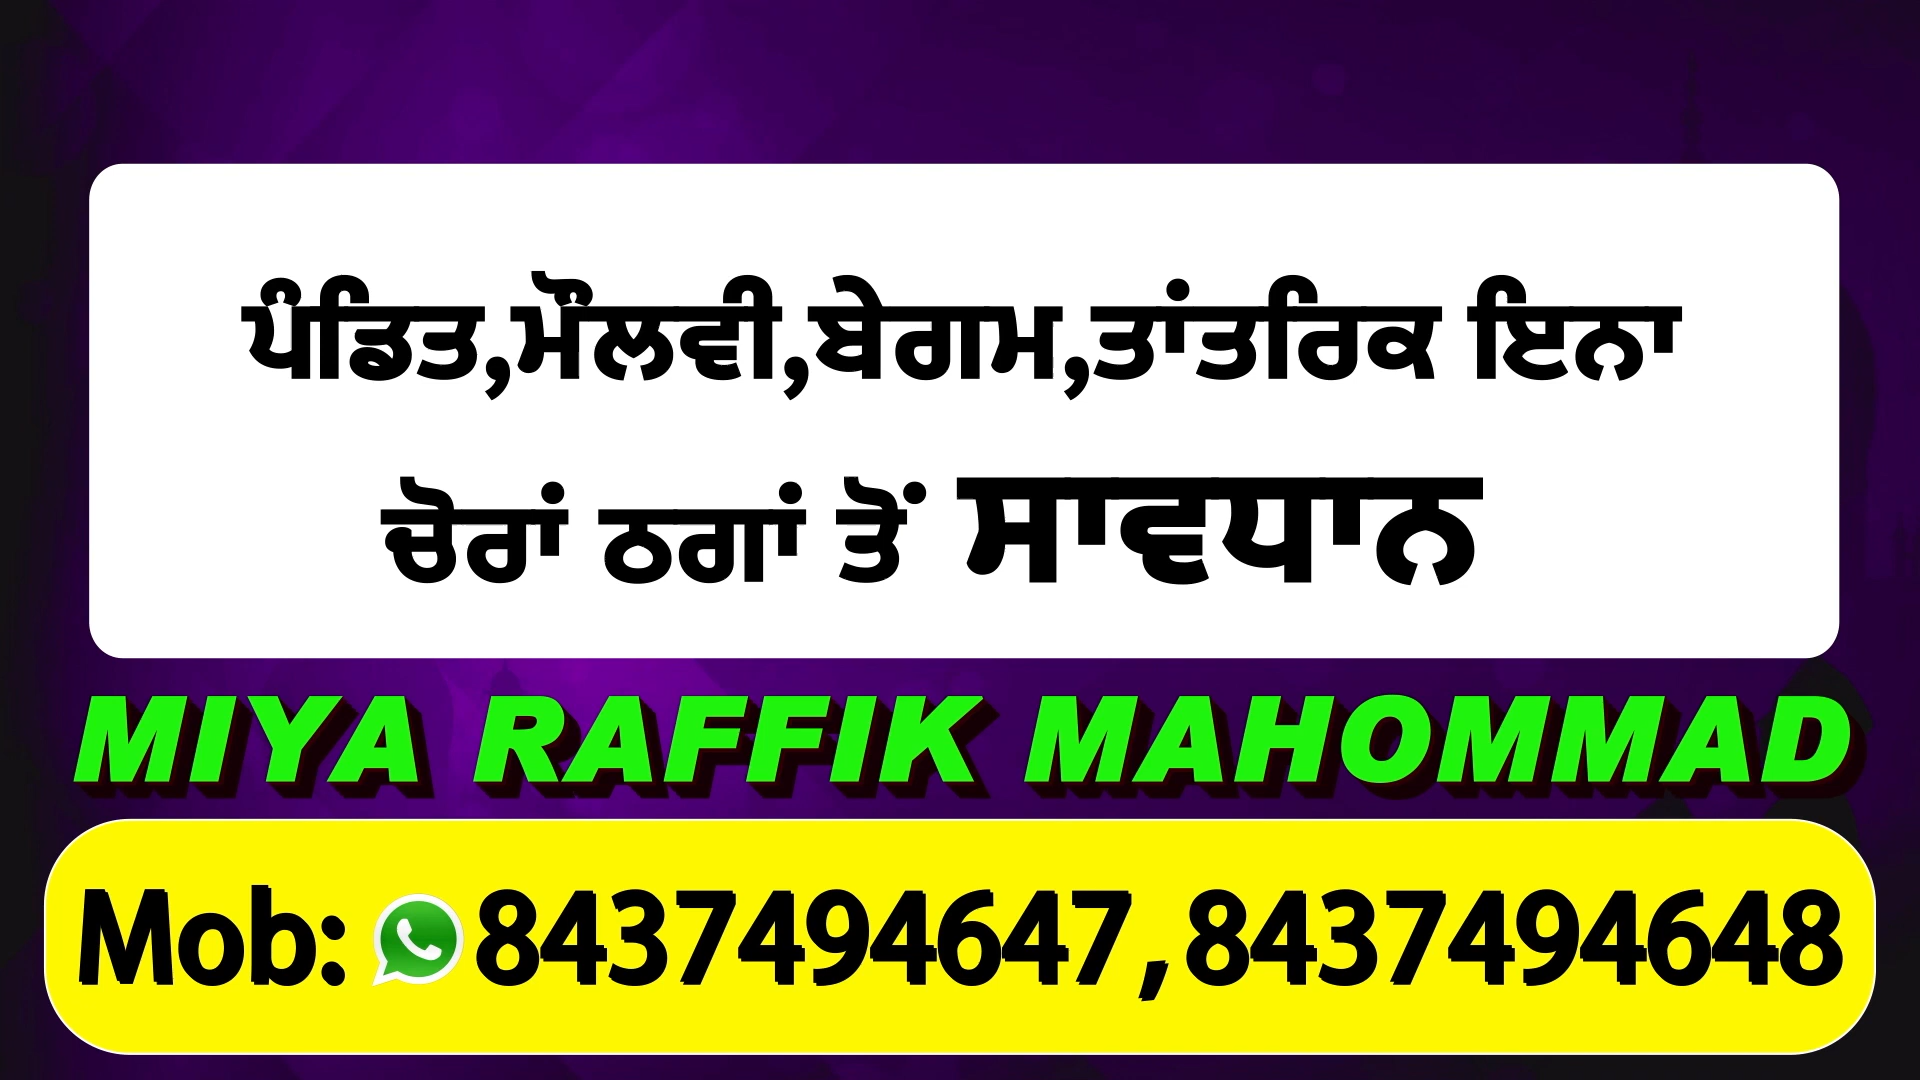 ਪੰਡਿਤ,ਮੌਲਵੀ,ਬੇਗਮ,ਤਾਂਤਰਿਕ ਇਨਾ
ਚੋਰਾਂ ਠਗਾਂ ਤੋਂ ਸਾਵਧਾਨ
MIYA RAFFIK MAHOMMAD
Mob: 8437494647,8437494648